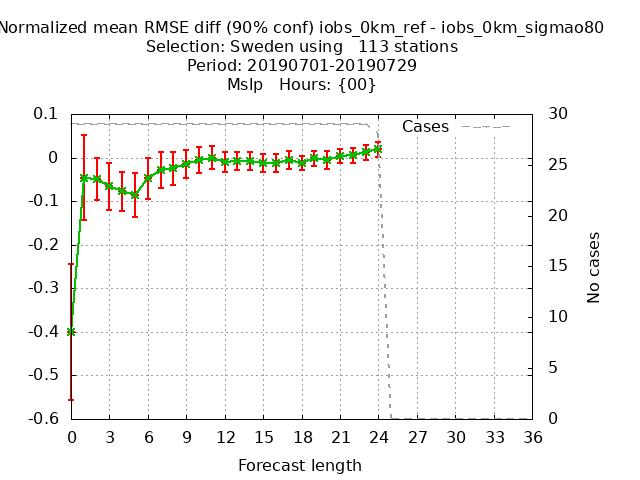 Normalized mean RMSE diff (90% conf) iobs_0km_ref - iobs_0km_sigmao80
Selection: Sweden using   113 stations
Period: 20190701-20190729
Mslp   Hours: {00}
0.1
0
-0.1
-0.2
-0.3
-0.4
-0.5
-0.6
Cases
30
25
20
15
10
5
0
No cases
0 3 6 9 12 15 18 21 24 27 30 33 36
Forecast length